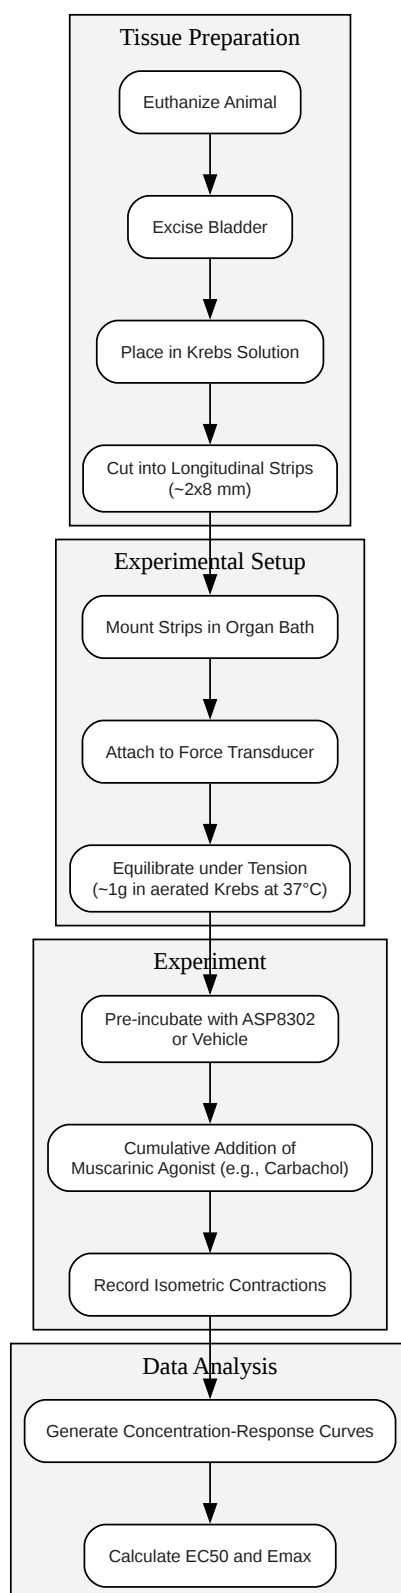 Tissue Preparation
Euthanize Animal
Excise Bladder
Place in Krebs Solution
Cut into Longitudinal Strips
(~2x8 mm)
Experimental Setup
Mount Strips in Organ Bath
Attach to Force Transducer
Equilibrate under Tension
(~1g in aerated Krebs at 37°C)
Experiment
Pre-incubate with ASP8302
or Vehicle
Cumulative Addition of
Muscarinic Agonist (e.g., Carbachol)
Record Isometric Contractions
Data Analysis
Generate Concentration-Response Curves
Calculate EC50 and Emax